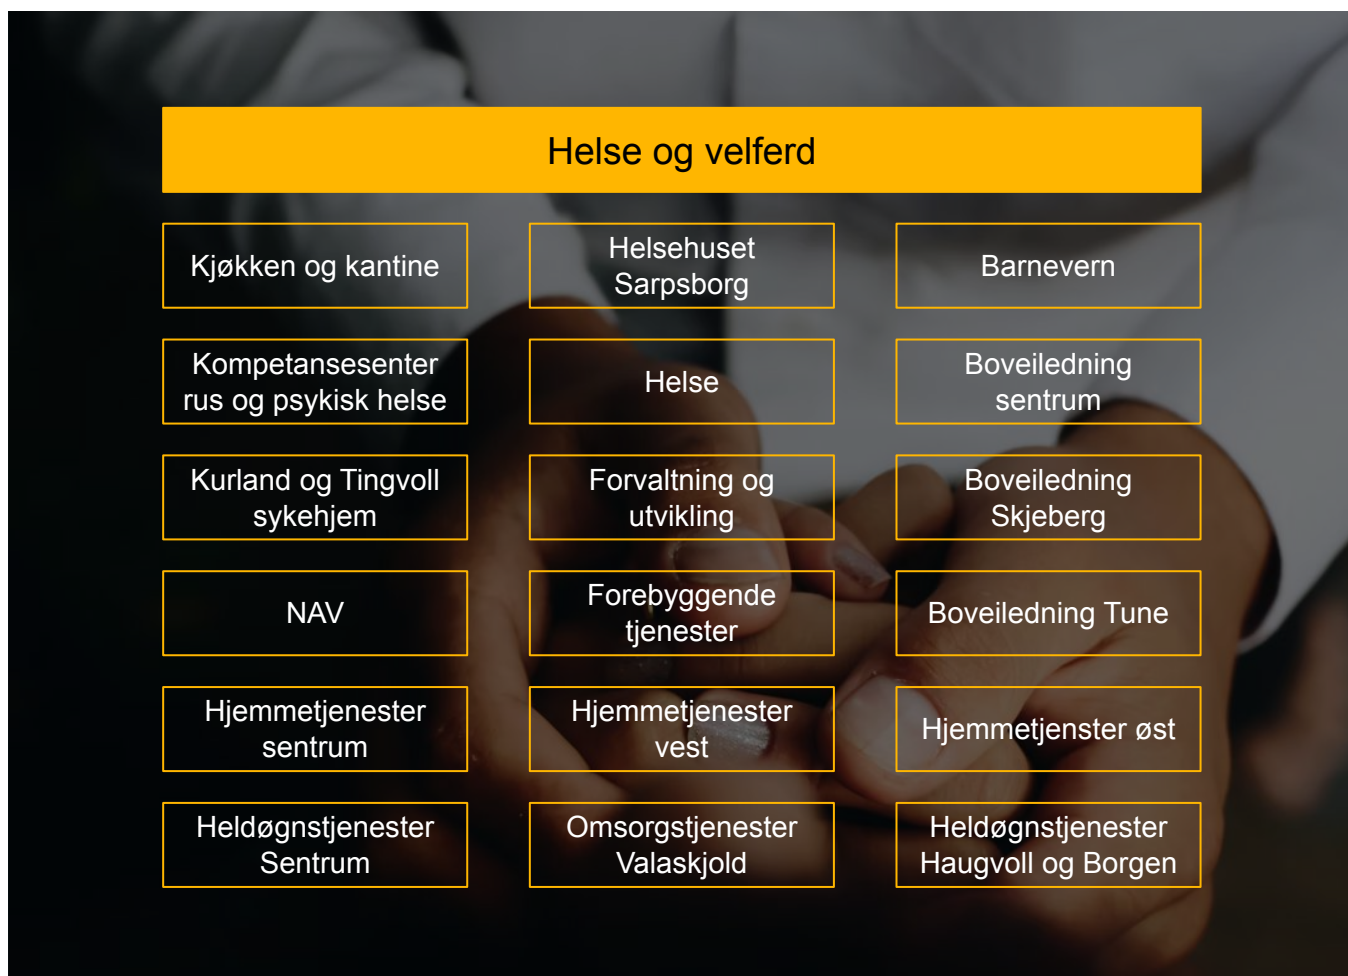 Helse og velferd
Kjøkken og kantine
Helsehuset
Sarpsborg
Barnevern
Kompetansesenter
rus og psykisk helse
Helse
Boveiledning
sentrum
Kurland og Tingvoll
sykehjem
Forvaltning og
utvikling
Boveiledning
Skjeberg
NAV
Forebyggende
tjenester
Boveiledning Tune
Hjemmetjenester
sentrum
Hjemmetjenester
vest
Hjemmetjenster øst
Heldøgnstjenester
Sentrum
Omsorgstjenester
Valaskjold
Heldøgnstjenester
Haugvoll og Borgen